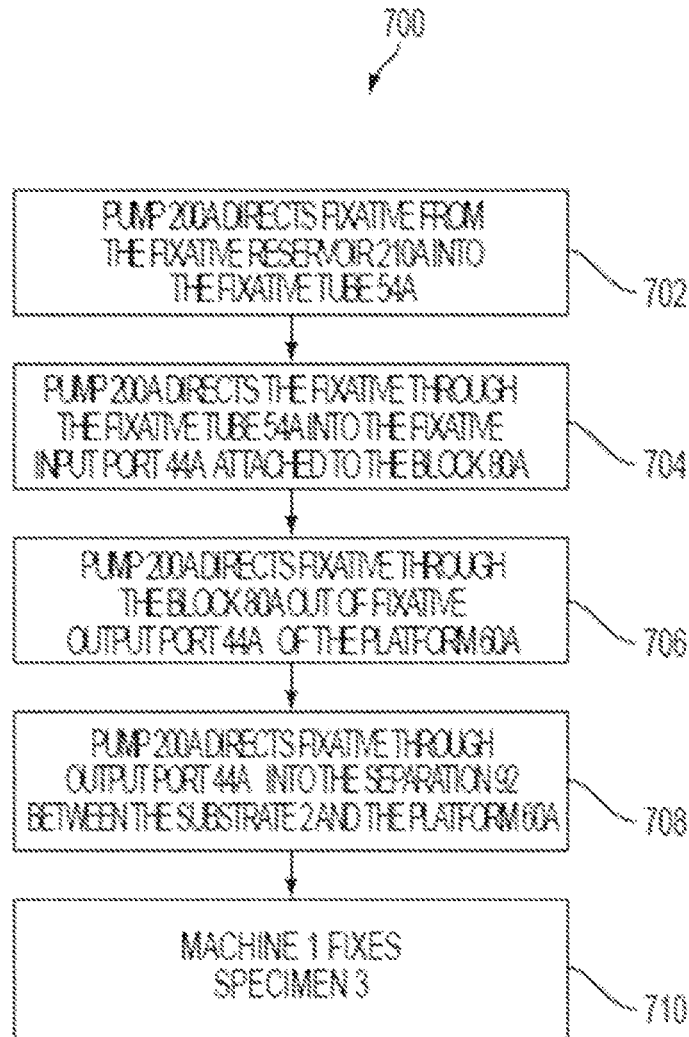 700
PUMP 200A DIRECTS FIXATIVE FROM
THE FIXATIVE RESERVOIR 210A INTO
THE FIXATIVE TUBE 54A
702
PUMP 200A DIRECTS THE FIXATIVE THROUGH
THE FIXATIVE TUBE 54A INTO THE FIXATIVE
INPUT PORT 44A ATTACHED TO THE BLOCK 80A
704
PUMP 200A DIRECTS FIXATIVE THROUGH
THE BLOCK 80A OUT OF FIXATIVE
OUTPUT PORT 44A OF THE PLATFORM 60A
706
PUMP 200A DIRECTS FIXATIVE THROUGH
OUTPUT PORT 44A INTO THE SEPARATION 92
BETWEEN THE SUBSTRATE 2 AND THE PLATFORM 60A
708
MACHINE 1 FIXES
SPECIMEN 3
710